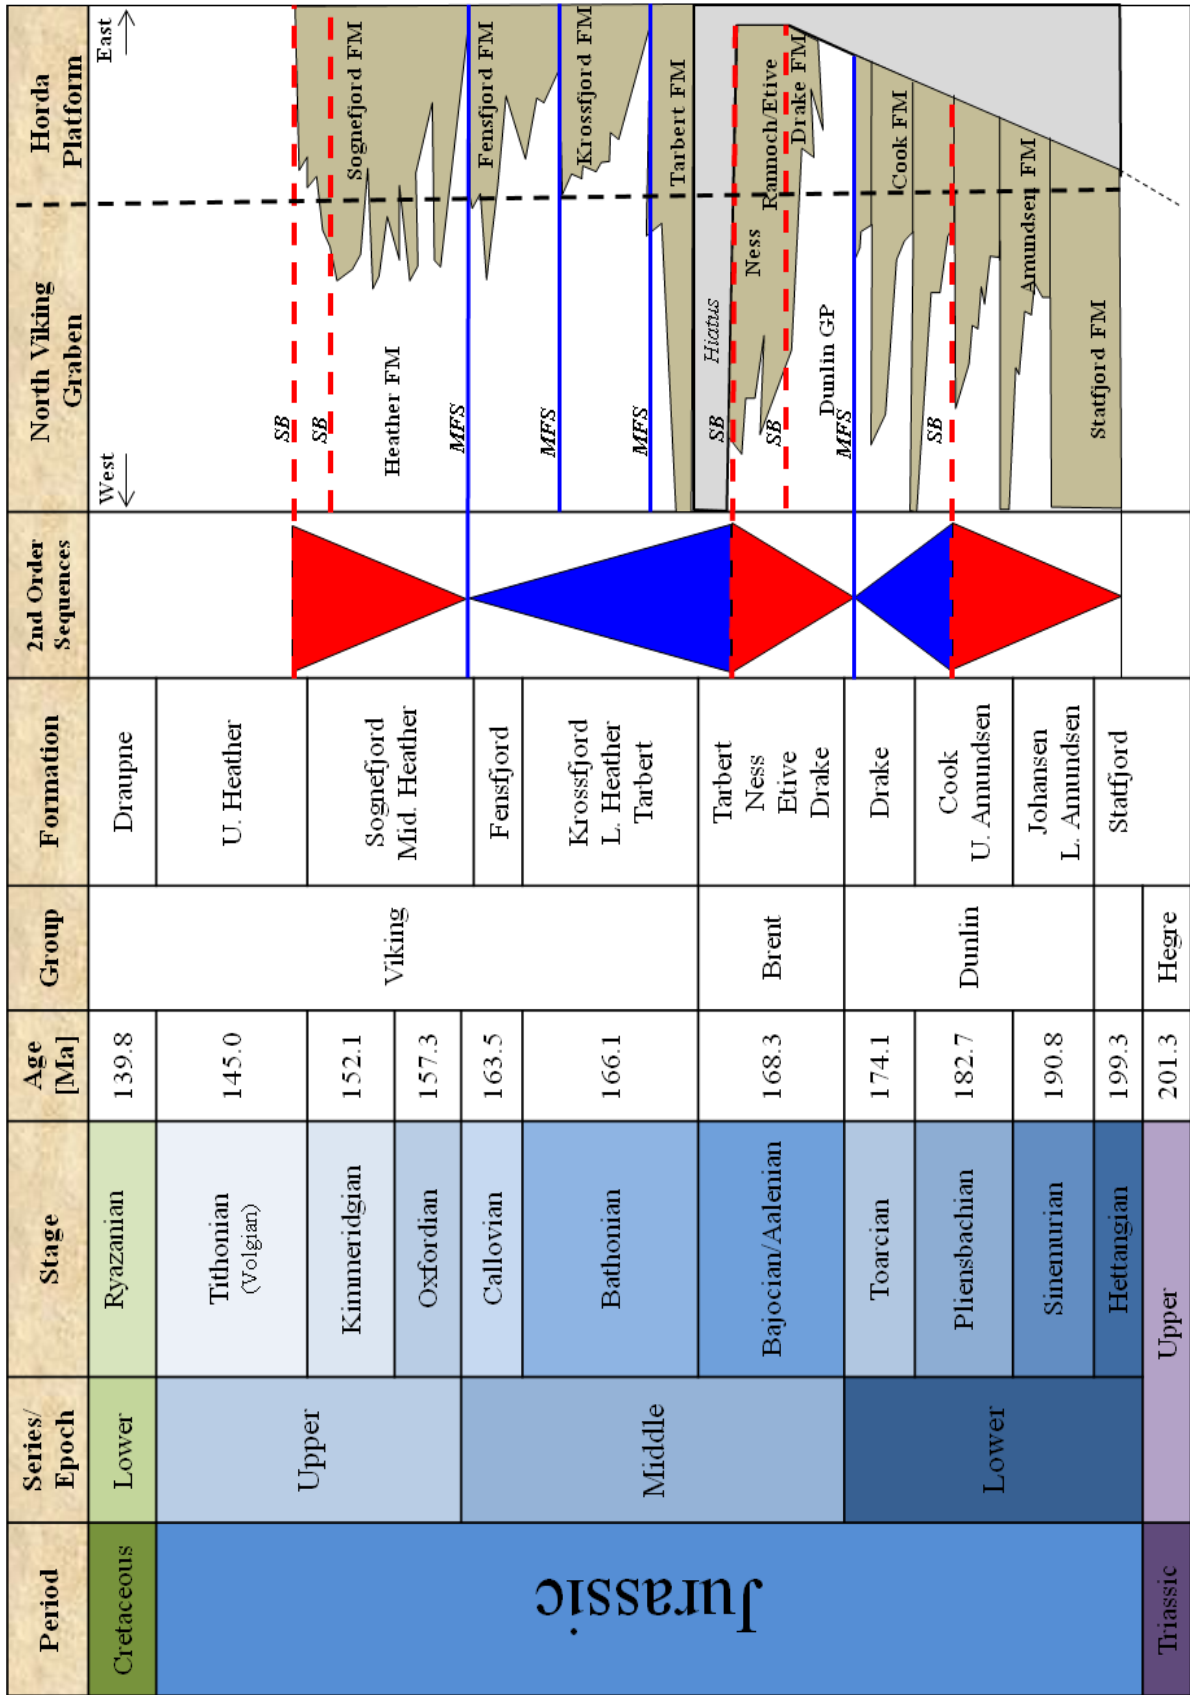 Period
Series/
Epoch
Stage
Age
[Ma]
Group
Formation
2nd Order
Sequences
North Viking
Graben
Horda
Platform
Cretaceous
Jurassic
Triassic
Lower
Upper
Middle
Lower
Upper
Ryazanian
Tithonian
(Volgian)
Kimmeridgian
Oxfordian
Callovian
Bathonian
Bajocian/Aalenian
Toarcian
Pliensbachian
Sinemurian
Hettangian
139.8
145.0
152.1
157.3
163.5
166.1
168.3
174.1
182.7
190.8
199.3
201.3
Viking
Brent
Dunlin
Hegre
Draupne
U. Heather
Sognefjord
Mid. Heather
Fensfjord
Krossfjord
L. Heather
Tarbert
Tarbert
Ness
Etive
Drake
Drake
Cook
U. Amundsen
Johansen
L. Amundsen
Statfjord
West
East
SB
SB
Sognefjord FM
Heather FM
MFS
Fensfjord FM
MFS
Krossfjord FM
MFS
Tarbert FM
Hiatus
SB
Ness
Rannoch/Etive
SB
Drake FM
Dunlin GP
MFS
Cook FM
SB
Amundsen FM
Statfjord FM